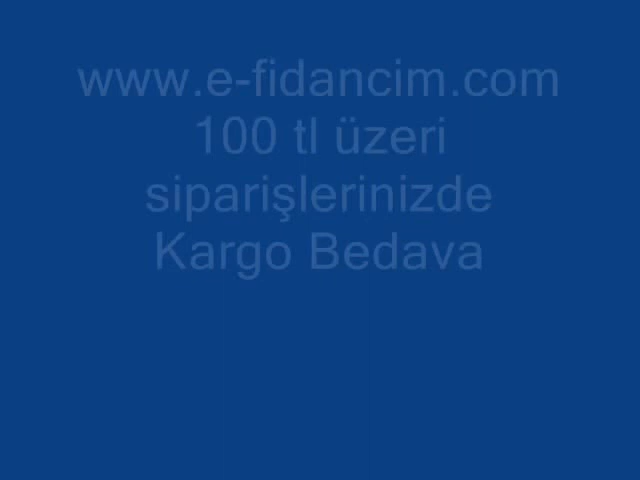 www.e-fidancim.com
100 tl üzeri
siparişlerinizde
Kargo Bedava